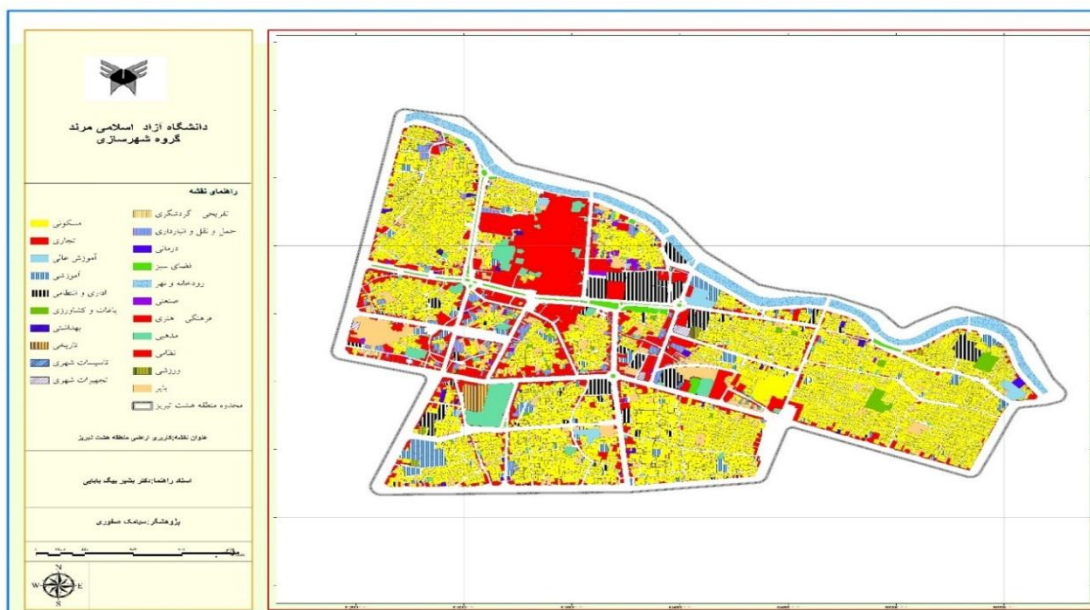 دانشگاه آزاد اسلامی مرند
گروه شهرسازی
راهنمای نقشه
مسکونی
تجاری
آموزش عالی
آموزشی
اداری و انتظامی
باغات و کشاورزی
بهداشتی
تاریخی
تاسیسات شهری
تجهیزات شهری
تفریحی گردشگری
حمل و نقل و انبارداری
درمانی
فضای سبز
رودخانه و نهر
صنعتی
فرهنگی هنری
مذهبی
نظامی
ورزشی
بایر
محدوده منطقه هشت تبریز
عنوان نقشه:کاربری اراضی منطقه هشت تبریز
استاد راهنما:دکتر بشیر بیگ بابایی
پژوهشگر:سیامک صفوری
N
W E
S